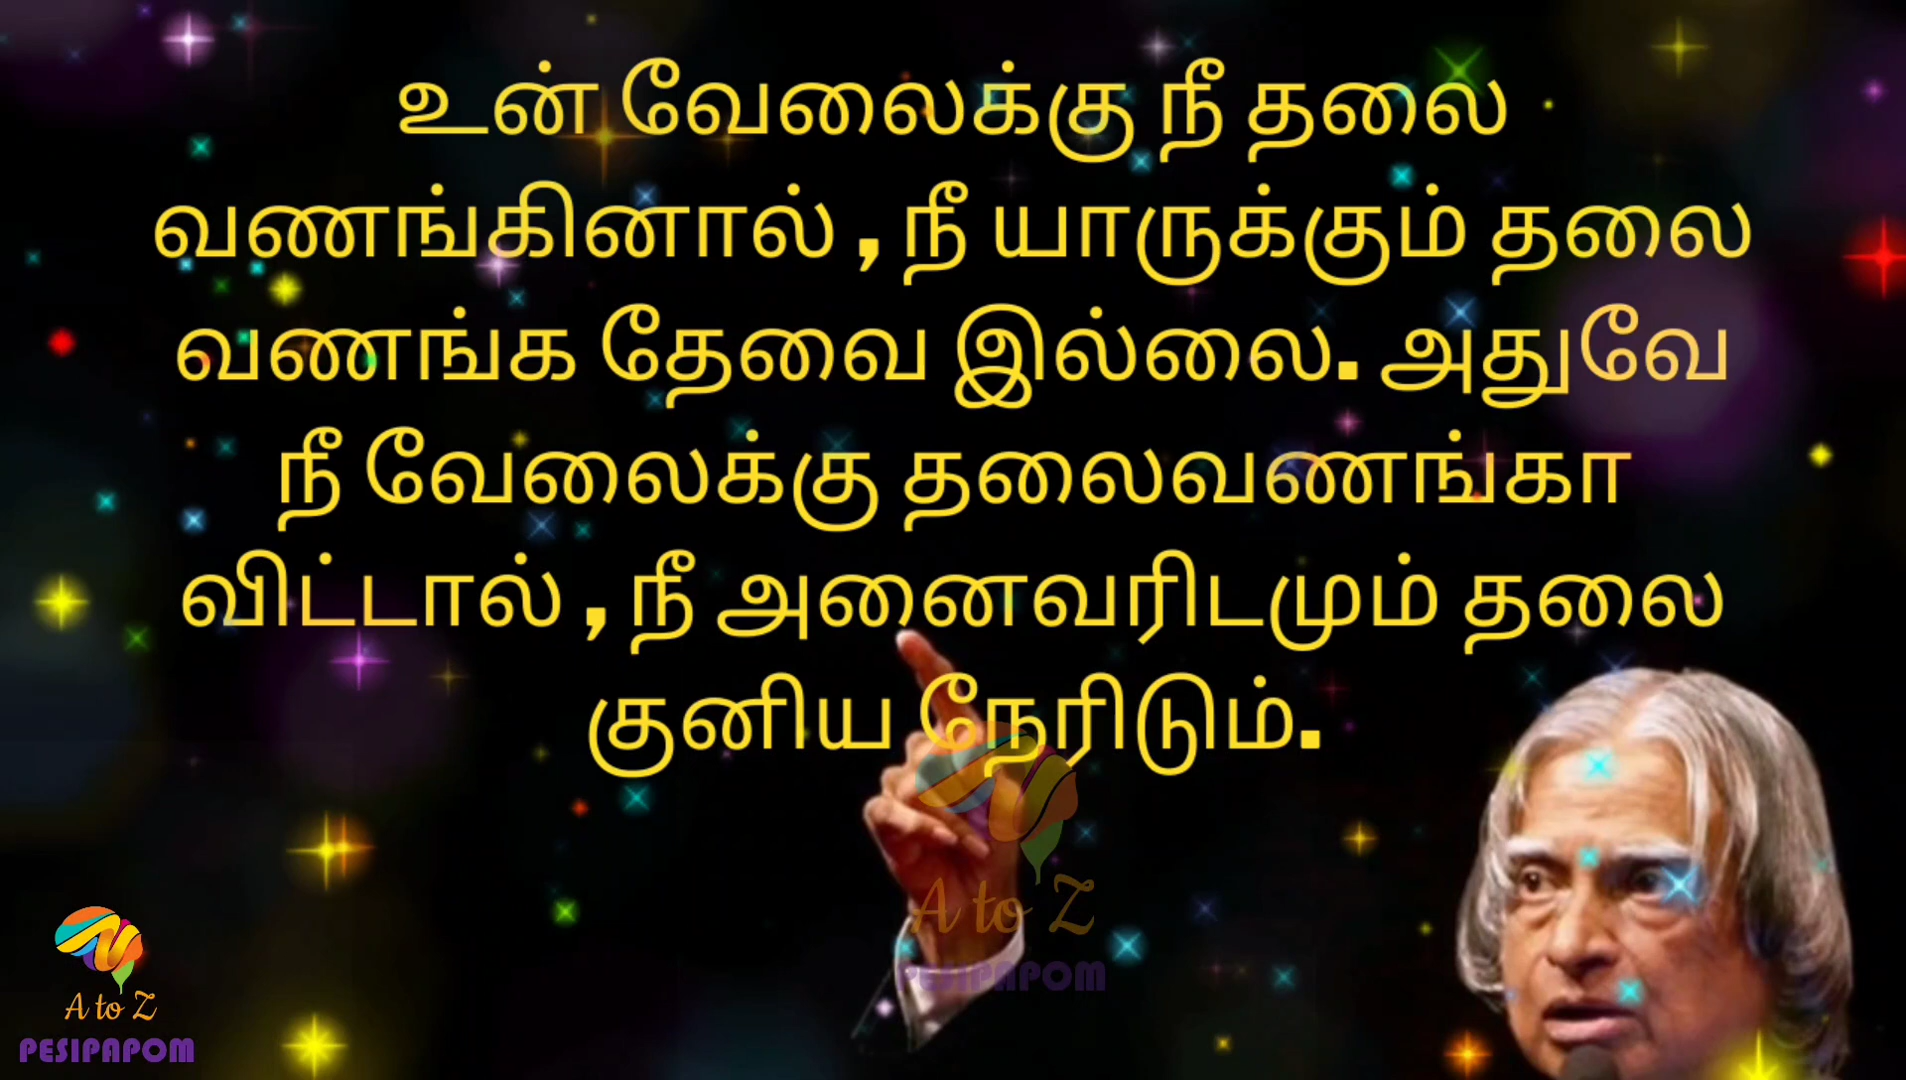 உன் வேலைக்கு நீ தலை
வணங்கினால் , நீ யாருக்கும் தலை
வணங்க தேவை இல்லை. அதுவே
நீ வேலைக்கு தலைவணங்கா
விட்டால் , நீ அனைவரிடமும் தலை
குனிய நேரிடும்.
A to Z
PESIPAPOM
A to Z
PESIPAPOM